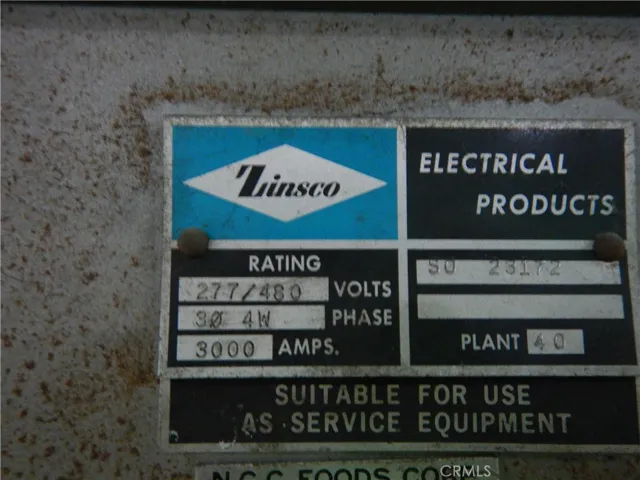 Zinsco
ELECTRICAL
PRODUCTS
RATING
277/480 VOLTS
3Ø 4W PHASE
3000 AMPS.
SO 23172
PLANT 40
SUITABLE FOR USE
AS SERVICE EQUIPMENT
N.C.C. FOODS
CRMLS